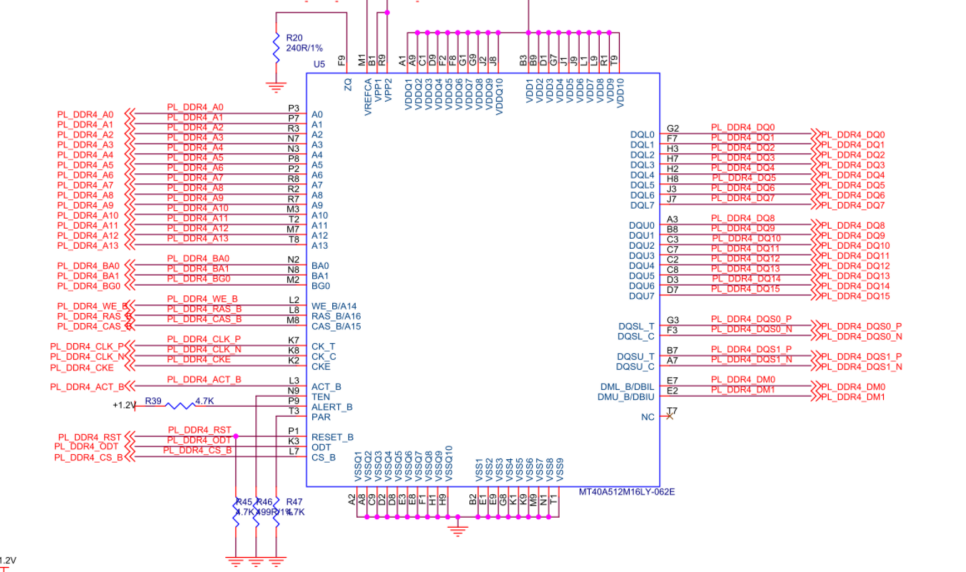 R20
240R/1%
U5
F9
M1
B1
R9
A1
A9
C1
D9
F2
F8
G1
G9
J2
J8
B3
B9
D1
G7
J1
J9
L1
L9
R1
T9
ZQ
VREFCA
VPP1
VPP2
VDDQ1
VDDQ2
VDDQ3
VDDQ4
VDDQ5
VDDQ6
VDDQ7
VDDQ8
VDDQ9
VDDQ10
VDD1
VDD2
VDD3
VDD4
VDD5
VDD6
VDD7
VDD8
VDD9
VDD10
PL_DDR4_A0 PL_DDR4_A0 P3 A0
PL_DDR4_A1 PL_DDR4_A1 P7 A1
PL_DDR4_A2 PL_DDR4_A2 R3 A2
PL_DDR4_A3 PL_DDR4_A3 N7 A3
PL_DDR4_A4 PL_DDR4_A4 N3 A4
PL_DDR4_A5 PL_DDR4_A5 P8 A5
PL_DDR4_A6 PL_DDR4_A6 P2 A6
PL_DDR4_A7 PL_DDR4_A7 R8 A7
PL_DDR4_A8 PL_DDR4_A8 R2 A8
PL_DDR4_A9 PL_DDR4_A9 R7 A9
PL_DDR4_A10 PL_DDR4_A10 M3 A10
PL_DDR4_A11 PL_DDR4_A11 T2 A11
PL_DDR4_A12 PL_DDR4_A12 M7 A12
PL_DDR4_A13 PL_DDR4_A13 T8 A13
PL_DDR4_BA0 PL_DDR4_BA0 N2 BA0
PL_DDR4_BA1 PL_DDR4_BA1 N8 BA1
PL_DDR4_BG0 PL_DDR4_BG0 M2 BG0
PL_DDR4_WE_B PL_DDR4_WE_B L2 WE_B/A14
PL_DDR4_RAS_B PL_DDR4_RAS_B L8 RAS_B/A16
PL_DDR4_CAS_B PL_DDR4_CAS_B M8 CAS_B/A15
PL_DDR4_CLK_P PL_DDR4_CLK_P K7 CK_T
PL_DDR4_CLK_N PL_DDR4_CLK_N K8 CK_C
PL_DDR4_CKE PL_DDR4_CKE K2 CKE
PL_DDR4_ACT_B PL_DDR4_ACT_B L3 ACT_B
N9 TEN
+1.2V R39 4.7K P9 ALERT_B
T3 PAR
PL_DDR4_RST PL_DDR4_RST P1 RESET_B
PL_DDR4_ODT PL_DDR4_ODT K3 ODT
PL_DDR4_CS_B PL_DDR4_CS_B L7 CS_B
DQL0 G2 PL_DDR4_DQ0 PL_DDR4_DQ0
DQL1 F7 PL_DDR4_DQ1 PL_DDR4_DQ1
DQL2 H3 PL_DDR4_DQ2 PL_DDR4_DQ2
DQL3 H7 PL_DDR4_DQ3 PL_DDR4_DQ3
DQL4 H2 PL_DDR4_DQ4 PL_DDR4_DQ4
DQL5 H8 PL_DDR4_DQ5 PL_DDR4_DQ5
DQL6 J3 PL_DDR4_DQ6 PL_DDR4_DQ6
DQL7 J7 PL_DDR4_DQ7 PL_DDR4_DQ7
DQU0 A3 PL_DDR4_DQ8 PL_DDR4_DQ8
DQU1 B8 PL_DDR4_DQ9 PL_DDR4_DQ9
DQU2 C3 PL_DDR4_DQ10 PL_DDR4_DQ10
DQU3 C7 PL_DDR4_DQ11 PL_DDR4_DQ11
DQU4 C2 PL_DDR4_DQ12 PL_DDR4_DQ12
DQU5 C8 PL_DDR4_DQ13 PL_DDR4_DQ13
DQU6 D3 PL_DDR4_DQ14 PL_DDR4_DQ14
DQU7 D7 PL_DDR4_DQ15 PL_DDR4_DQ15
DQSL_T G3 PL_DDR4_DQS0_P PL_DDR4_DQS0_P
DQSL_C F3 PL_DDR4_DQS0_N PL_DDR4_DQS0_N
DQSU_T B7 PL_DDR4_DQS1_P PL_DDR4_DQS1_P
DQSU_C A7 PL_DDR4_DQS1_N PL_DDR4_DQS1_N
DML_B/DBIL E7 PL_DDR4_DM0 PL_DDR4_DM0
DMU_B/DBIU E2 PL_DDR4_DM1 PL_DDR4_DM1
NC T7
VSSQ1
VSSQ2
VSSQ3
VSSQ4
VSSQ5
VSSQ6
VSSQ7
VSSQ8
VSSQ9
VSSQ10
VSS1
VSS2
VSS3
VSS4
VSS5
VSS6
VSS7
VSS8
VSS9
A2
A8
C9
D2
D8
E3
E8
F1
H1
H9
B2
E1
E9
G8
K1
K9
M9
N1
T1
MT40A512M16LY-062E
R45 R46 R47
4.7K 499R/1% 4.7K
1.2V